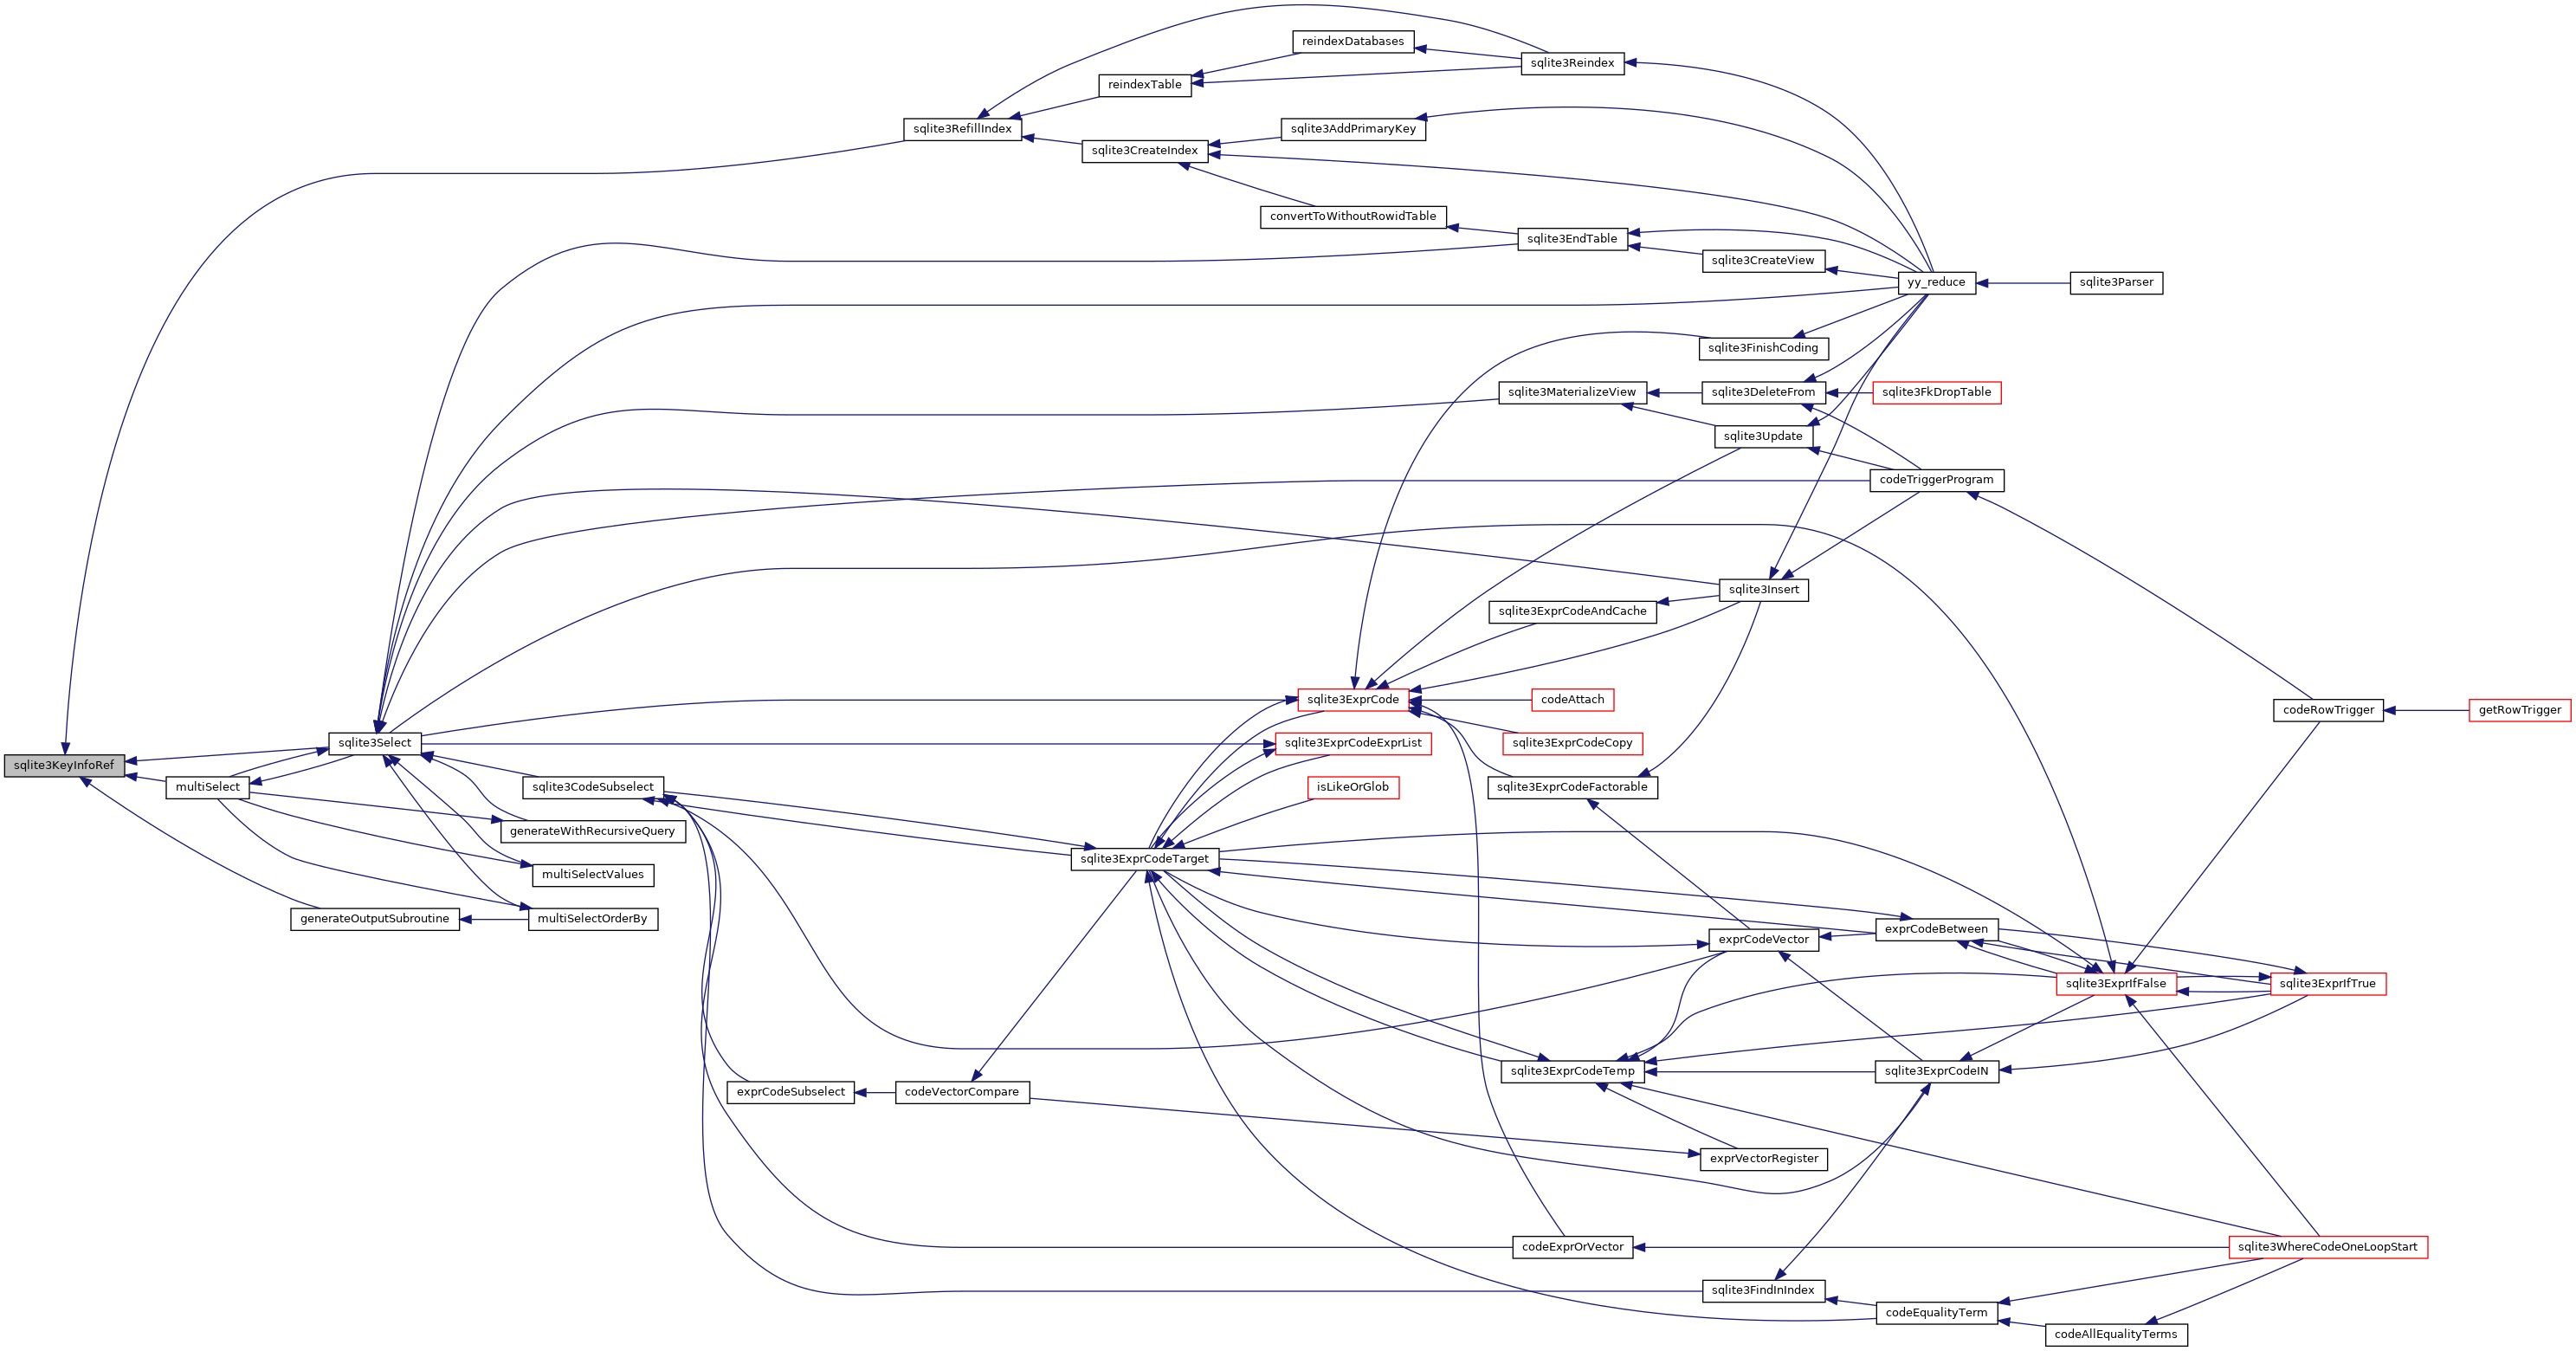 reindexDatabases
sqlite3Reindex
reindexTable
sqlite3RefillIndex
sqlite3AddPrimaryKey
sqlite3CreateIndex
convertToWithoutRowidTable
sqlite3EndTable
sqlite3CreateView
yy_reduce
sqlite3Parser
sqlite3FinishCoding
sqlite3MaterializeView
sqlite3DeleteFrom
sqlite3FkDropTable
sqlite3Update
codeTriggerProgram
sqlite3Insert
sqlite3ExprCodeAndCache
sqlite3ExprCode
codeAttach
codeRowTrigger
getRowTrigger
sqlite3Select
sqlite3ExprCodeExprList
sqlite3ExprCodeCopy
sqlite3KeyInfoRef
multiSelect
sqlite3CodeSubselect
isLikeOrGlob
sqlite3ExprCodeFactorable
generateWithRecursiveQuery
sqlite3ExprCodeTarget
multiSelectValues
generateOutputSubroutine
multiSelectOrderBy
exprCodeVector
exprCodeBetween
sqlite3ExprIfFalse
sqlite3ExprIfTrue
sqlite3ExprCodeTemp
sqlite3ExprCodeIN
exprCodeSubselect
codeVectorCompare
exprVectorRegister
codeExprOrVector
sqlite3WhereCodeOneLoopStart
sqlite3FindInIndex
codeEqualityTerm
codeAllEqualityTerms